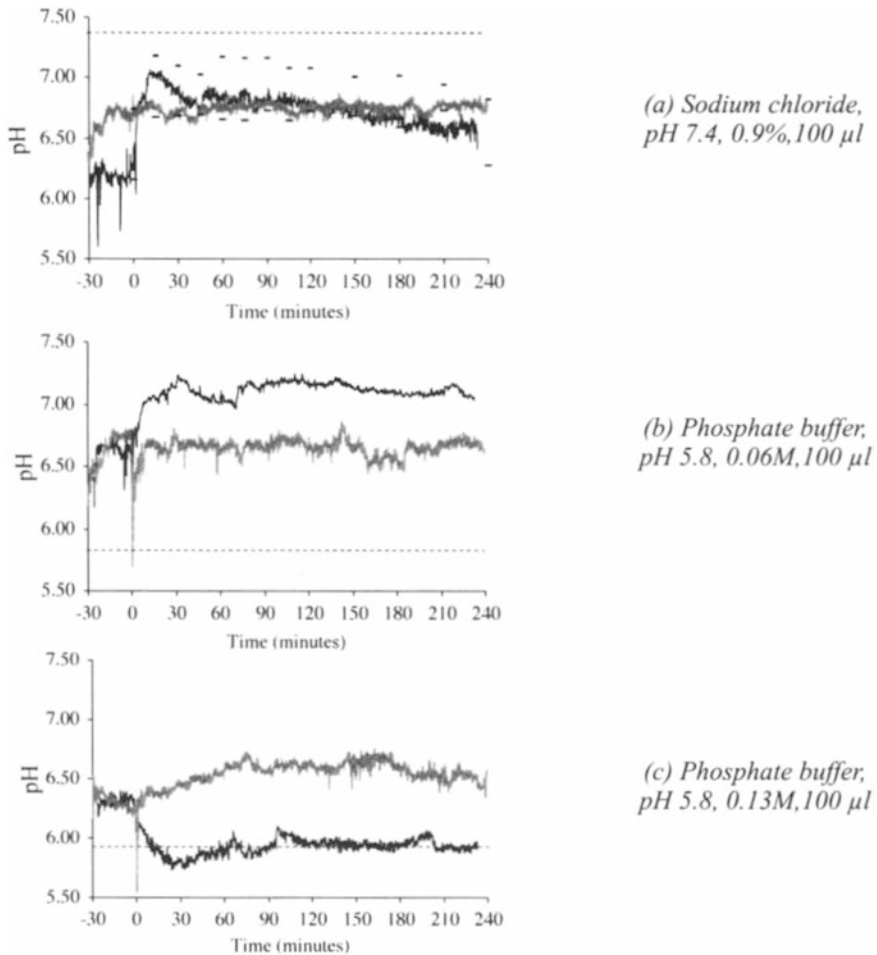 7.50
7.00
6.50
6.00
5.50
pH
-30 0 30 60 90 120 150 180 210 240
Time (minutes)
(a) Sodium chloride,
pH 7.4, 0.9%,100 µl
7.50
7.00
6.50
6.00
5.50
pH
-30 0 30 60 90 120 150 180 210 240
Time (minutes)
(b) Phosphate buffer,
pH 5.8, 0.06M,100 µl
7.50
7.00
6.50
6.00
5.50
pH
-30 0 30 60 90 120 150 180 210 240
Time (minutes)
(c) Phosphate buffer,
pH 5.8, 0.13M,100 µl